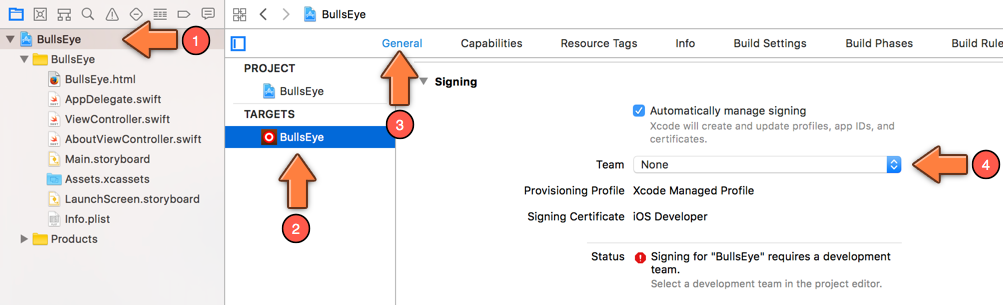 BullsEye
BullsEye
BullsEye.html
AppDelegate.swift
ViewController.swift
AboutViewController.swift
Main.storyboard
Assets.xcassets
LaunchScreen.storyboard
Info.plist
Products
1
BullsEye
General
Capabilities
Resource Tags
Info
Build Settings
Build Phases
Build Rule
PROJECT
BullsEye
TARGETS
BullsEye
2
3
Signing
Automatically manage signing
Xcode will create and update profiles, app IDs, and
certificates.
Team
None
4
Provisioning Profile
Xcode Managed Profile
Signing Certificate
iOS Developer
Status
Signing for "BullsEye" requires a development
team.
Select a development team in the project editor.